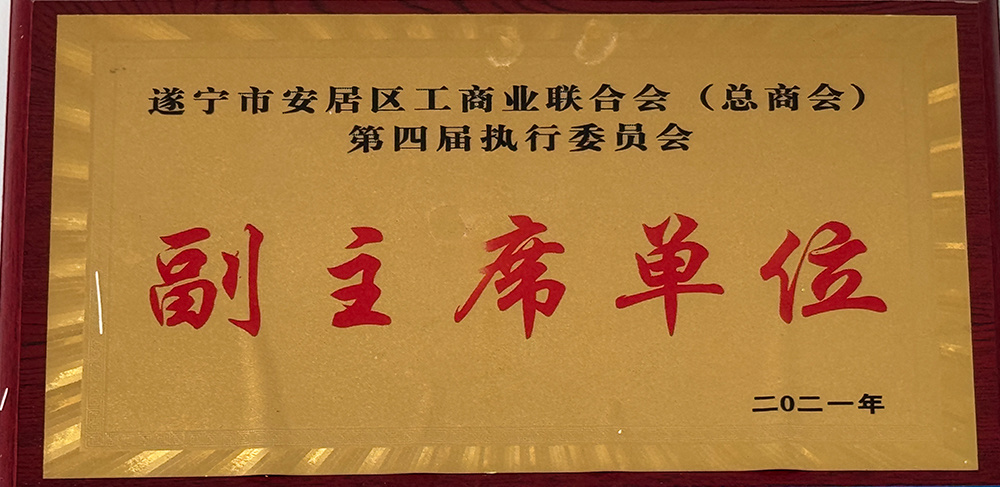 遂宁市安居区工商业联合会（总商会）
第四届执行委员会
副主席单位
二0二一年